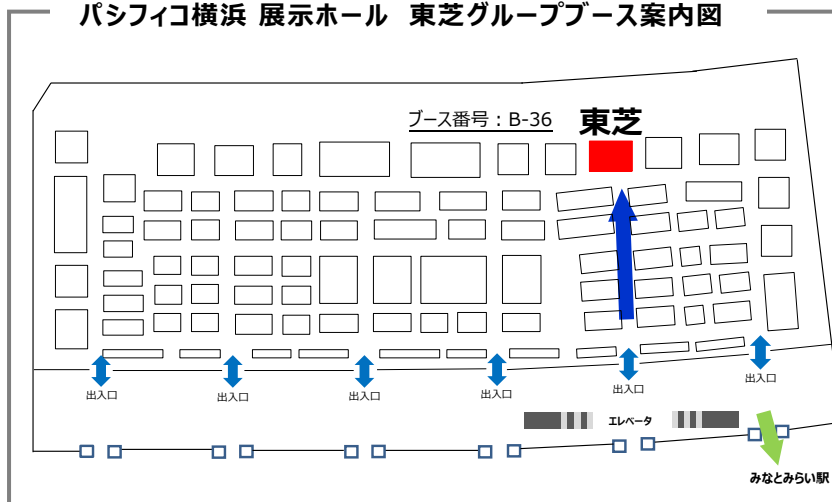 パシフィコ横浜 展示ホール 東芝グループブース案内図
ブース番号：B-36 東芝
出入口
出入口
出入口
出入口
出入口
出入口
エレベータ
みなとみらい駅